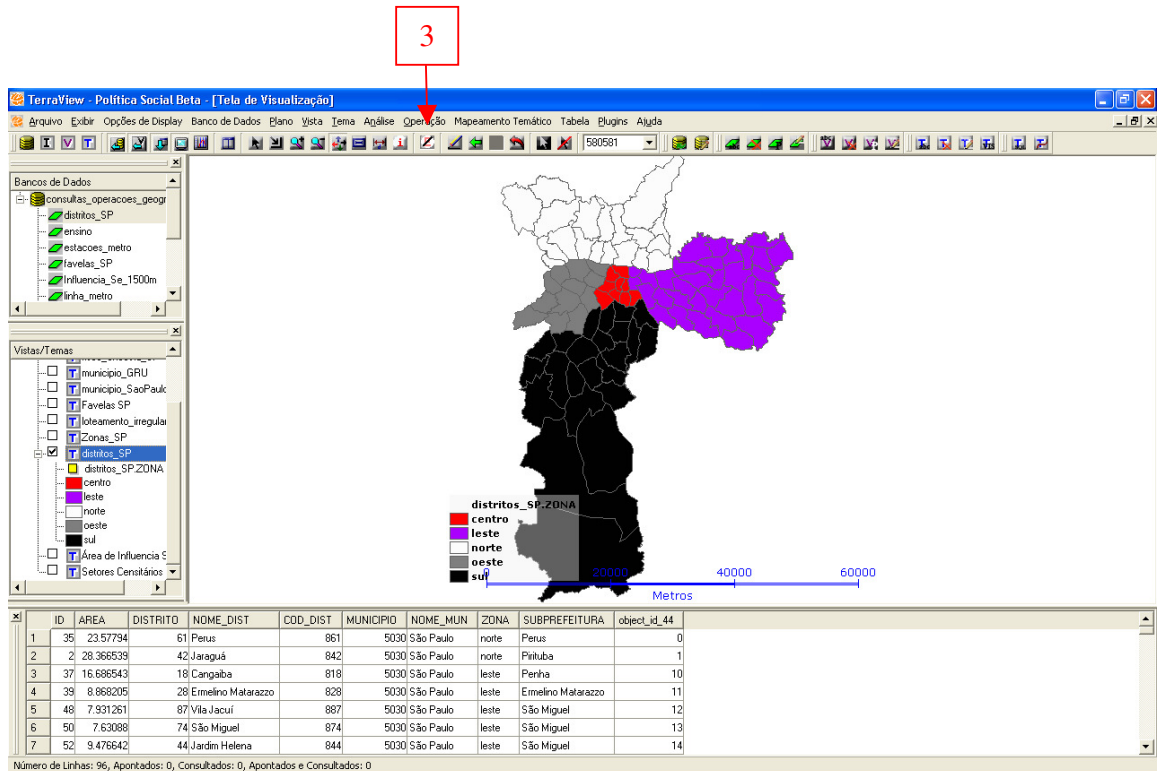 3
TerraView - Política Social Beta - [Tela de Visualização]
Arquivo Exibir Opções de Display Banco de Dados Plano Vista Tema Análise Operação Mapeamento Temático Tabela Plugins Ajuda
I V T 580581
Bancos de Dados
consultas_operacoes_geogr
distritos_SP
ensino
estacoes_metro
favelas_SP
Influencia_Se_1500m
linha_metro
Vistas/Temas
T municipio_GRU
T municipio_SaoPaulo
T Favelas SP
T loteamento_irregular
T Zonas_SP
T distritos_SP
distritos_SP.ZONA
centro
leste
norte
oeste
sul
T Área de Influencia S
T Setores Censitários
distritos_SP.ZONA
centro
leste
norte
oeste
sul
0 20000 40000 60000
Metros
ID AREA DISTRITO NOME_DIST COD_DIST MUNICIPIO NOME_MUN ZONA SUBPREFEITURA object_id_44
1 35 23.57794 61 Perus 861 5030 São Paulo norte Perus 0
2 2 28.366539 42 Jaraguá 842 5030 São Paulo norte Pirituba 1
3 37 16.686543 18 Cangaiba 818 5030 São Paulo leste Penha 10
4 39 8.868205 28 Ermelino Matarazzo 828 5030 São Paulo leste Ermelino Matarazzo 11
5 48 7.931261 87 Vila Jacuí 887 5030 São Paulo leste São Miguel 12
6 50 7.63088 74 São Miguel 874 5030 São Paulo leste São Miguel 13
7 52 9.476642 44 Jardim Helena 844 5030 São Paulo leste São Miguel 14
Número de Linhas: 96, Apontados: 0, Consultados: 0, Apontados e Consultados: 0